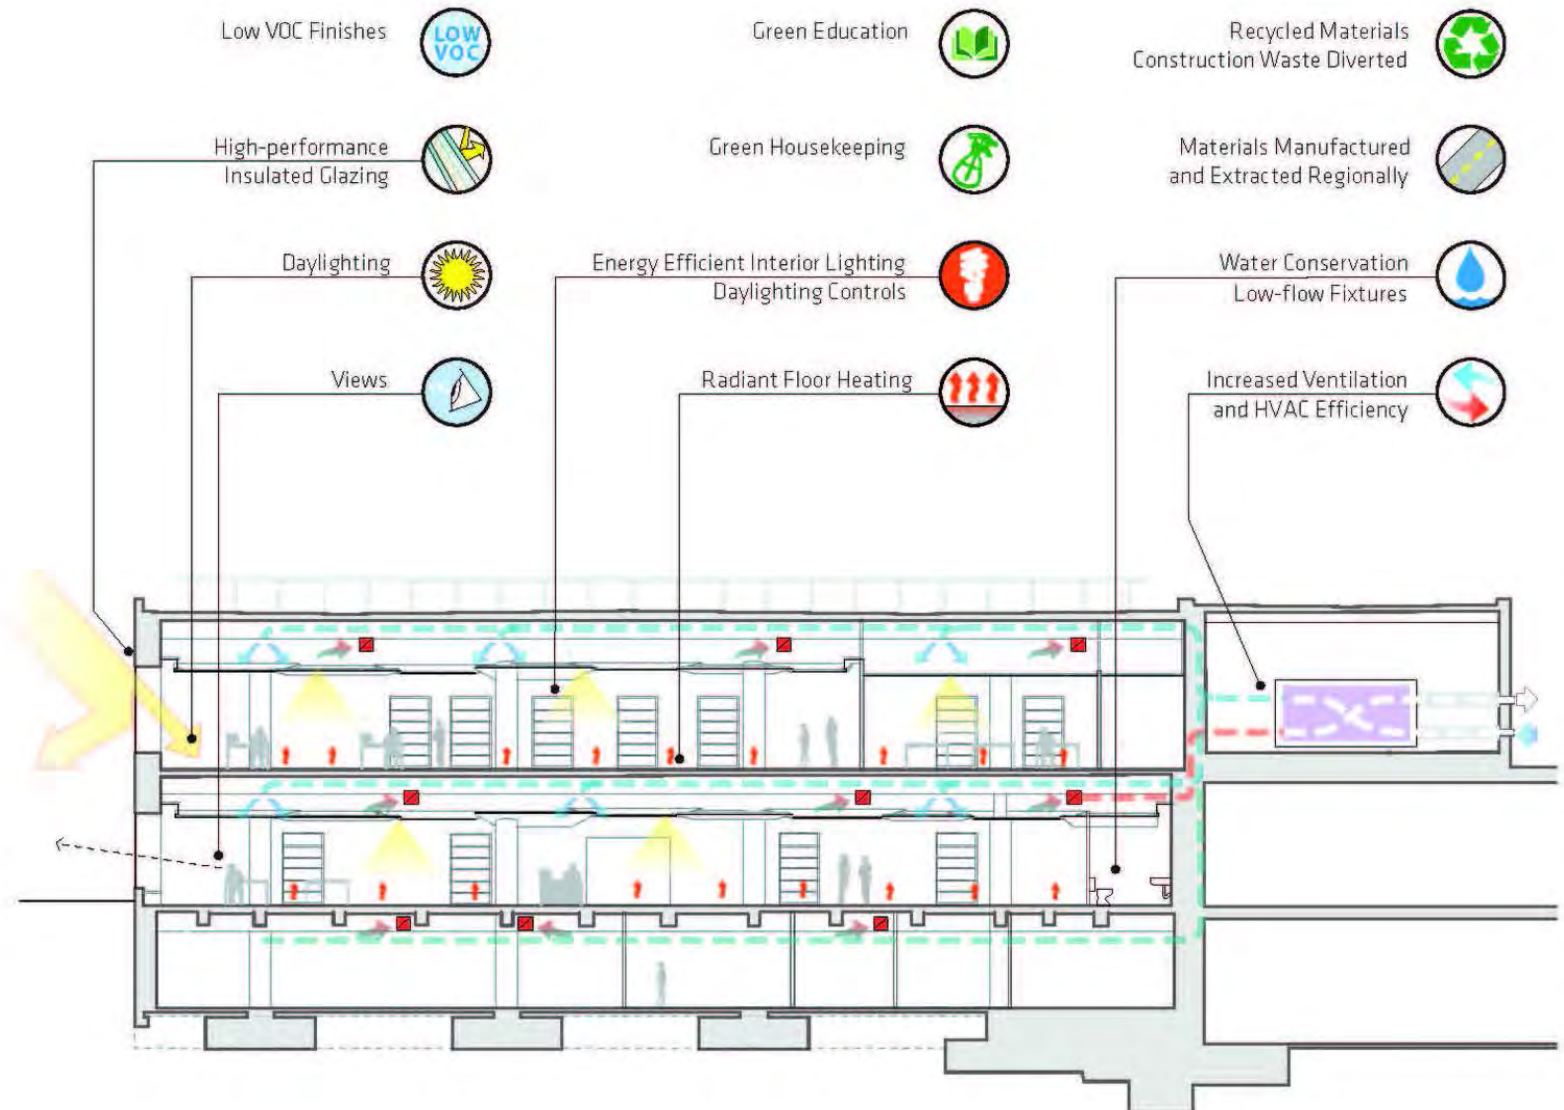 Low VOC Finishes
LOW
VOC
High-performance
Insulated Glazing
Daylighting
Views
Green Education
Green Housekeeping
Energy Efficient Interior Lighting
Daylighting Controls
Radiant Floor Heating
Recycled Materials
Construction Waste Diverted
Materials Manufactured
and Extracted Regionally
Water Conservation
Low-flow Fixtures
Increased Ventilation
and HVAC Efficiency